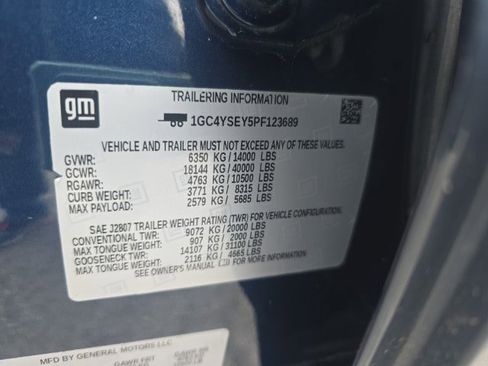 gm
TRAILERING INFORMATION
1GC4YSEY5PF123689
VEHICLE AND TRAILER MUST NOT EXCEED ANY OF THESE VALUES.
GVWR: 6350 KG/14000 LBS
GCWR: 18144 KG/40000 LBS
RGAWR: 4763 KG/10500 LBS
CURB WEIGHT: 3771 KG/ 8315 LBS
MAX PAYLOAD: 2579 KG/ 5685 LBS
SAE J2807 TRAILER WEIGHT RATING (TWR) FOR VEHICLE CONFIGURATION.
CONVENTIONAL TWR: 9072 KG/20000 LBS
MAX TONGUE WEIGHT: 907 KG/ 2000 LBS
GOOSENECK TWR: 14107 KG/31100 LBS
MAX TONGUE WEIGHT: 2116 KG/ 4665 LBS
SEE OWNER'S MANUAL FOR MORE INFORMATION.
MFD BY GENERAL MOTORS LLC
GVWR GAWR FRT